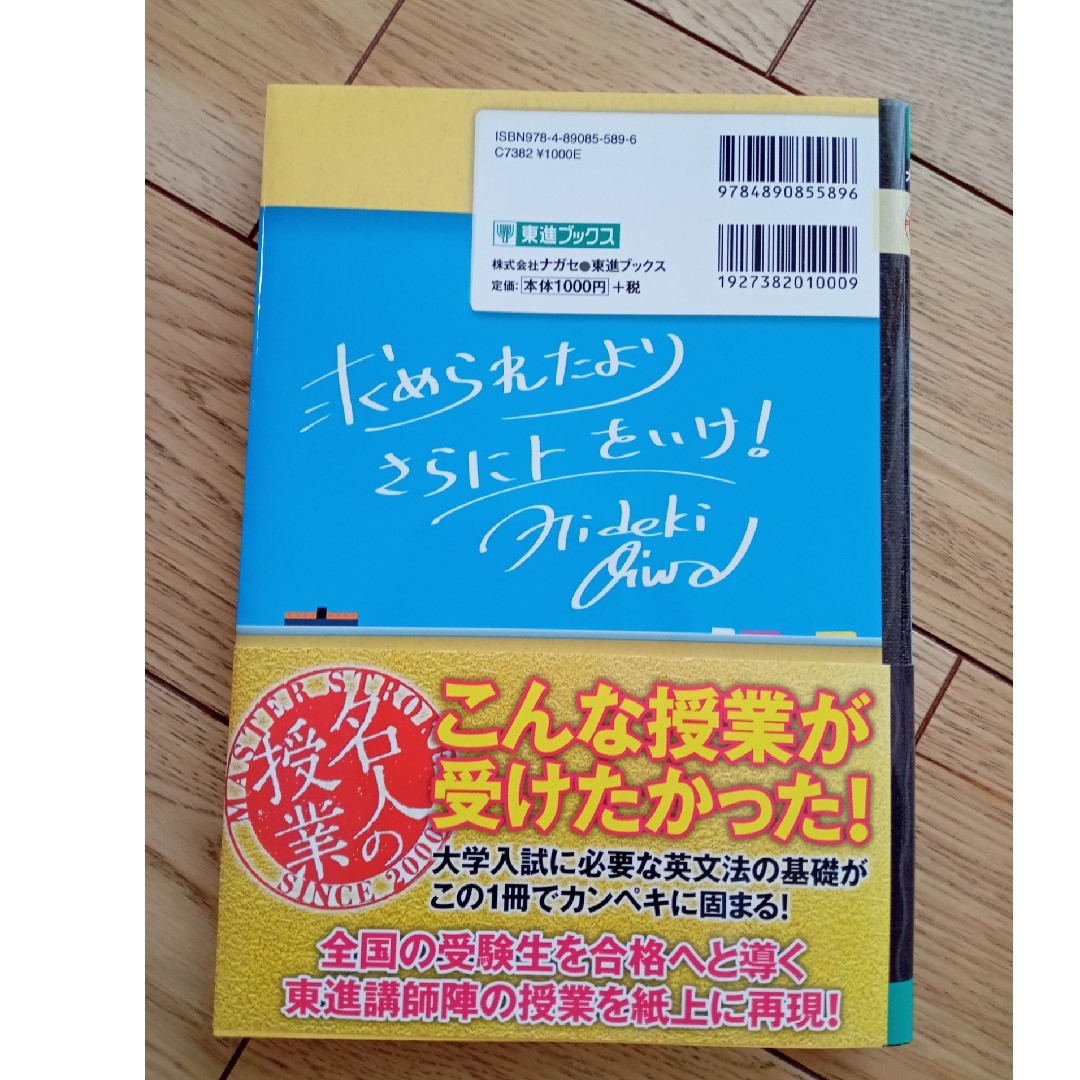 ISBN978-4-89085-589-6
C7382 ¥1000E
9784890855896
東進ブックス
株式会社ナガセ●東進ブックス
定価: 本体1000円 +税
1927382010009
求められたより
さらに上をいけ!
Hideki
Oiwa
MASTER STRO
名人の
授業
SINCE 2000
こんな授業が
受けたかった!
大学入試に必要な英文法の基礎が
この1冊でカンペキに固まる!
全国の受験生を合格へと導く
東進講師陣の授業を紙上に再現!